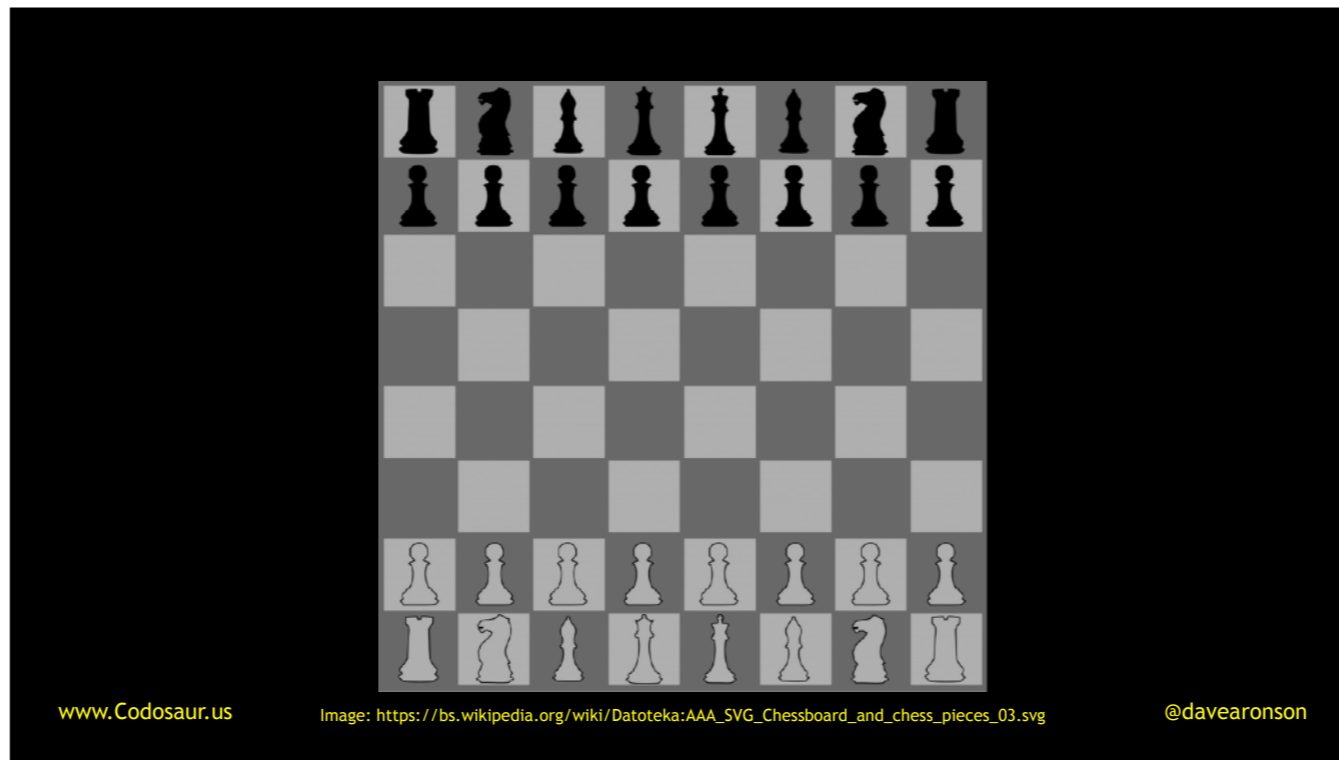 www.Codosaur.us
Image: https://bs.wikipedia.org/wiki/Datoteka:AAA_SVG_Chessboard_and_chess_pieces_03.svg
@davearonson